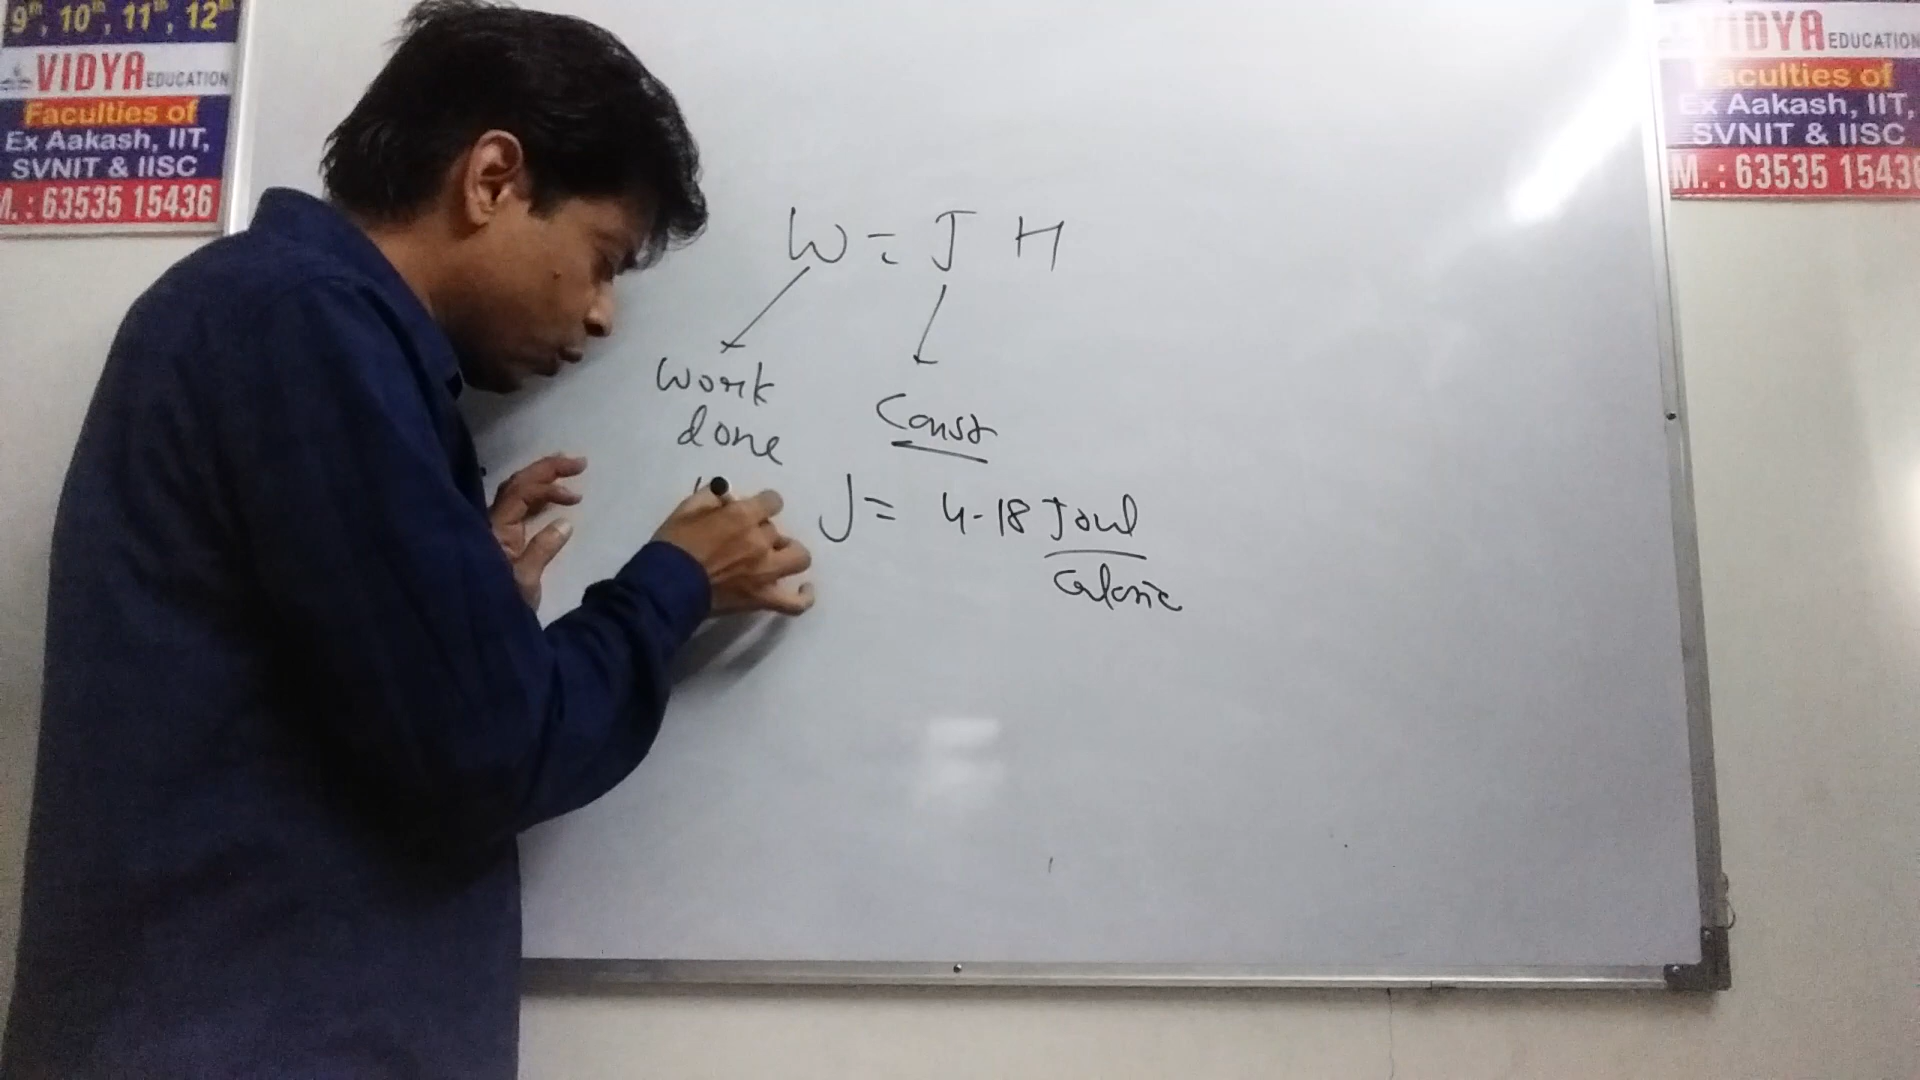 9th, 10th, 11th, 12th
VIDYA EDUCATION
Faculties of
Ex Aakash, IIT,
SVNIT & IISC
M. : 63535 15436
VIDYA EDUCATION
Faculties of
Ex Aakash, IIT,
SVNIT & IISC
M. : 63535 1543
W = J H
Work
done
Const
J = 4.18 Joul
Calorie